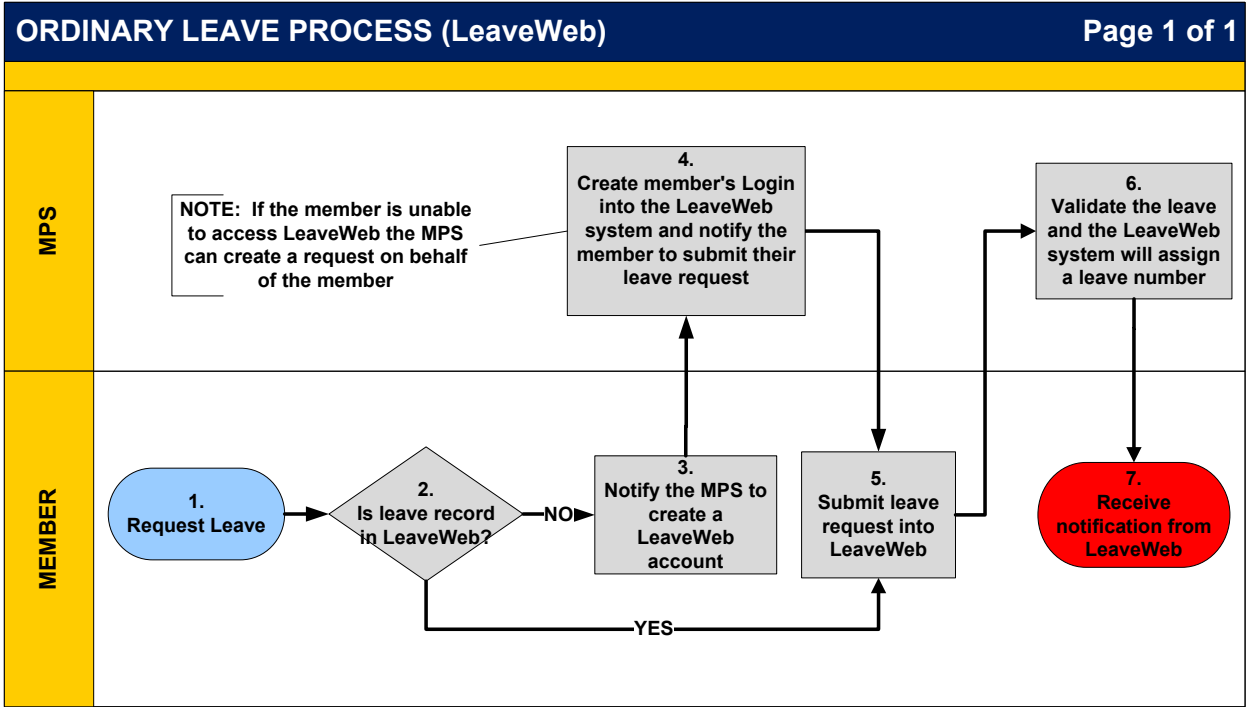 ORDINARY LEAVE PROCESS (LeaveWeb)
Page 1 of 1
MPS
NOTE:  If the member is unable
to access LeaveWeb the MPS
can create a request on behalf
of the member
4.
Create member's Login
into the LeaveWeb
system and notify the
member to submit their
leave request
6.
Validate the leave
and the LeaveWeb
system will assign
a leave number
MEMBER
1.
Request Leave
2.
Is leave record
in LeaveWeb?
NO
3.
Notify the MPS to
create a
LeaveWeb
account
5.
Submit leave
request into
LeaveWeb
7.
Receive
notification from
LeaveWeb
YES